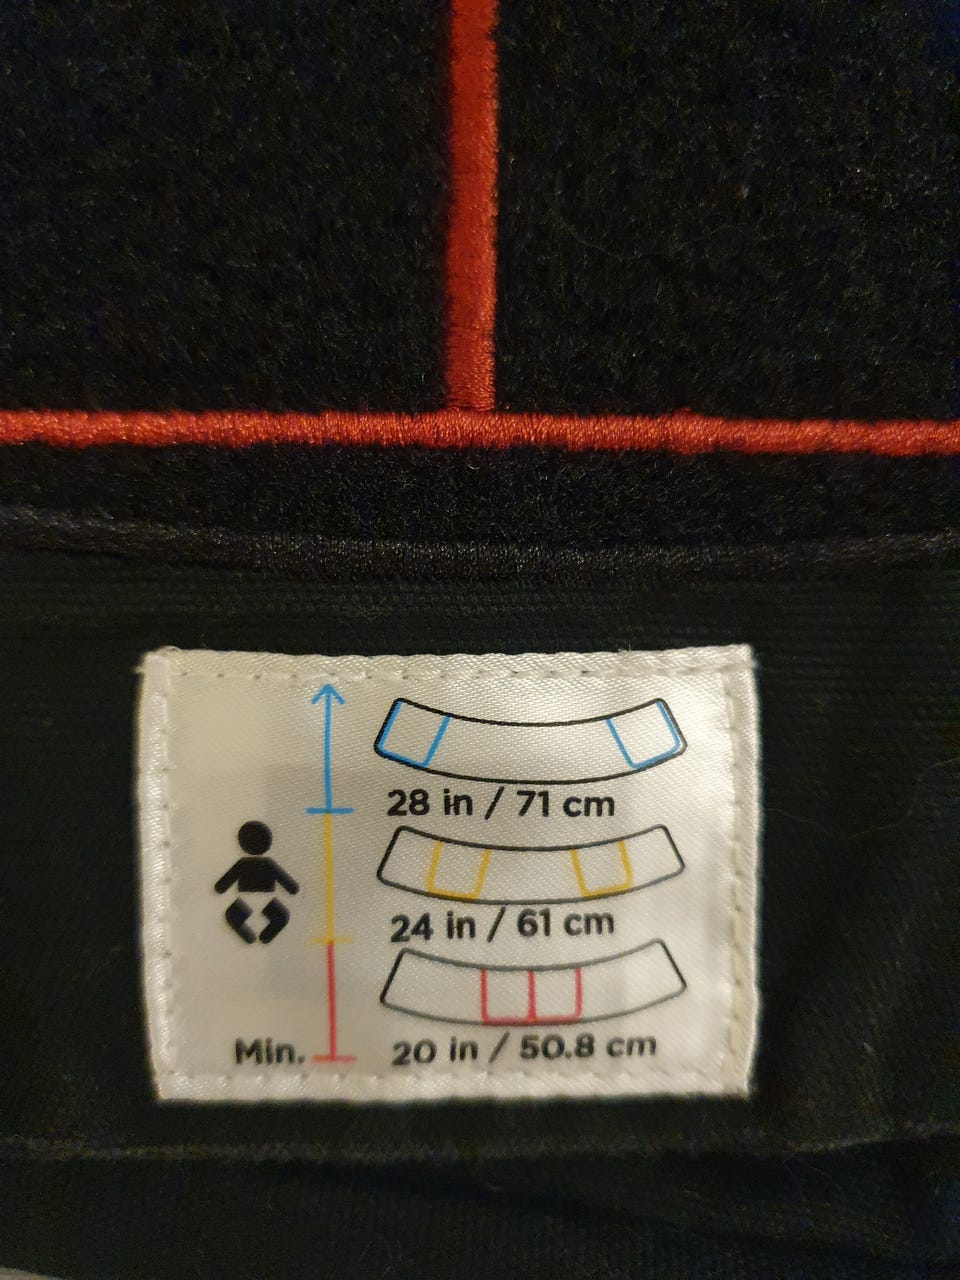 28 in / 71 cm
24 in / 61 cm
Min. 20 in / 50.8 cm